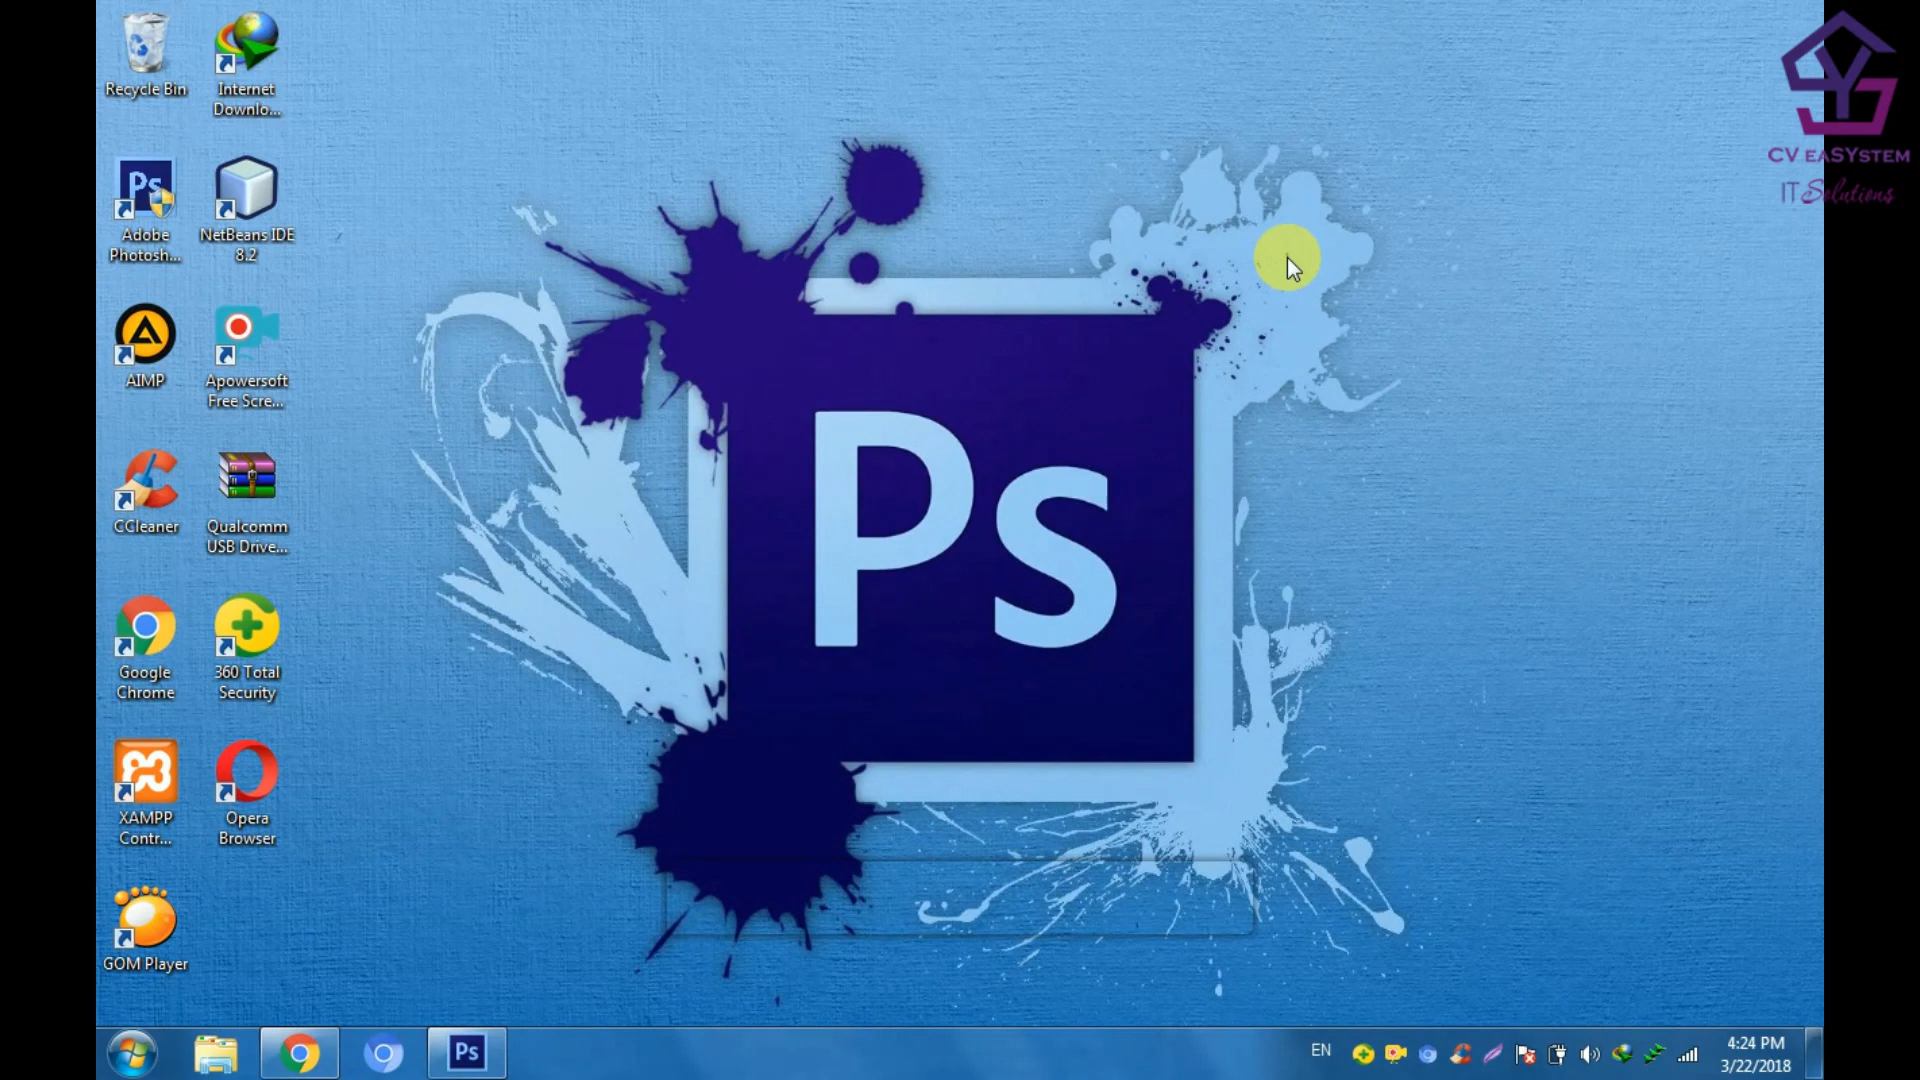 Recycle Bin
Internet
Downlo...
Adobe
Photosh...
NetBeans IDE
8.2
AIMP
Apowersoft
Free Scre...
CCleaner
Qualcomm
USB Drive...
Google
Chrome
360 Total
Security
XAMPP
Contr...
Opera
Browser
GOM Player
Ps
Ps
CV eaSYstem
IT Solutions
Ps
EN
4:24 PM
3/22/2018